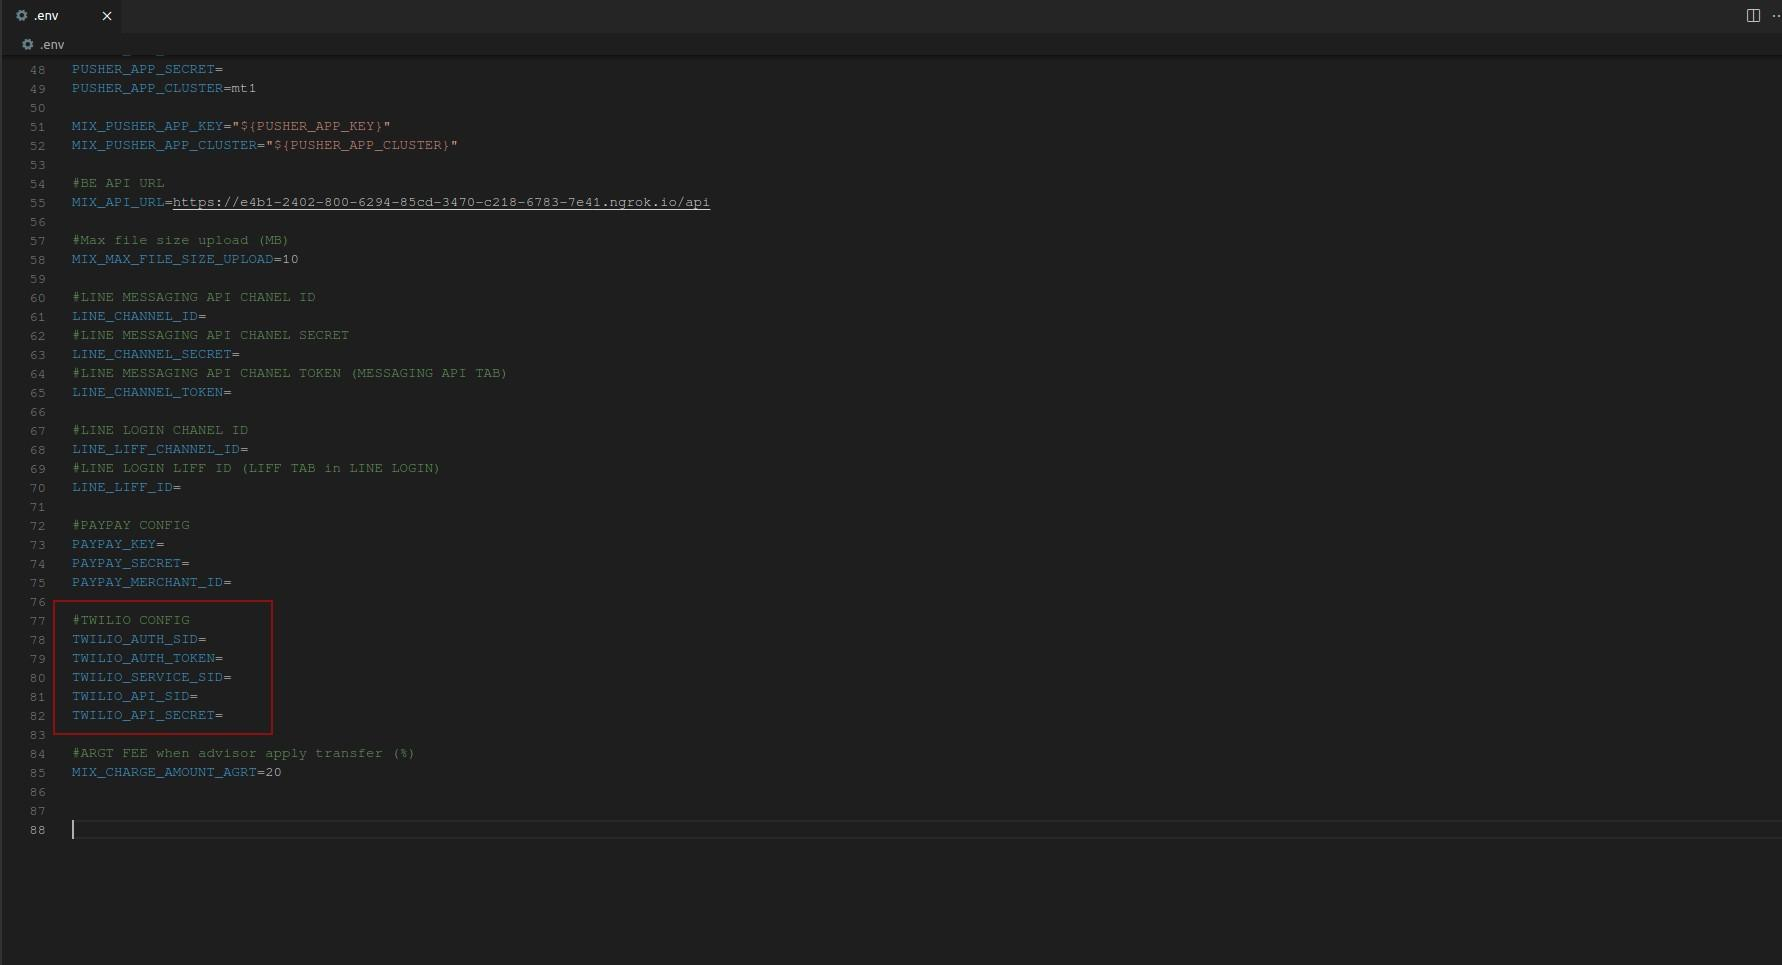 .env
.env
48 PUSHER_APP_SECRET=
49 PUSHER_APP_CLUSTER=mt1
50
51 MIX_PUSHER_APP_KEY="${PUSHER_APP_KEY}"
52 MIX_PUSHER_APP_CLUSTER="${PUSHER_APP_CLUSTER}"
53
54 #BE API URL
55 MIX_API_URL=https://e4b1-2402-800-6294-85cd-3470-c218-6783-7e41.ngrok.io/api
56
57 #Max file size upload (MB)
58 MIX_MAX_FILE_SIZE_UPLOAD=10
59
60 #LINE MESSAGING API CHANEL ID
61 LINE_CHANNEL_ID=
62 #LINE MESSAGING API CHANEL SECRET
63 LINE_CHANNEL_SECRET=
64 #LINE MESSAGING API CHANEL TOKEN (MESSAGING API TAB)
65 LINE_CHANNEL_TOKEN=
66
67 #LINE LOGIN CHANEL ID
68 LINE_LIFF_CHANNEL_ID=
69 #LINE LOGIN LIFF ID (LIFF TAB in LINE LOGIN)
70 LINE_LIFF_ID=
71
72 #PAYPAY CONFIG
73 PAYPAY_KEY=
74 PAYPAY_SECRET=
75 PAYPAY_MERCHANT_ID=
76
77 #TWILIO CONFIG
78 TWILIO_AUTH_SID=
79 TWILIO_AUTH_TOKEN=
80 TWILIO_SERVICE_SID=
81 TWILIO_API_SID=
82 TWILIO_API_SECRET=
83
84 #ARGT FEE when advisor apply transfer (%)
85 MIX_CHARGE_AMOUNT_AGRT=20
86
87
88